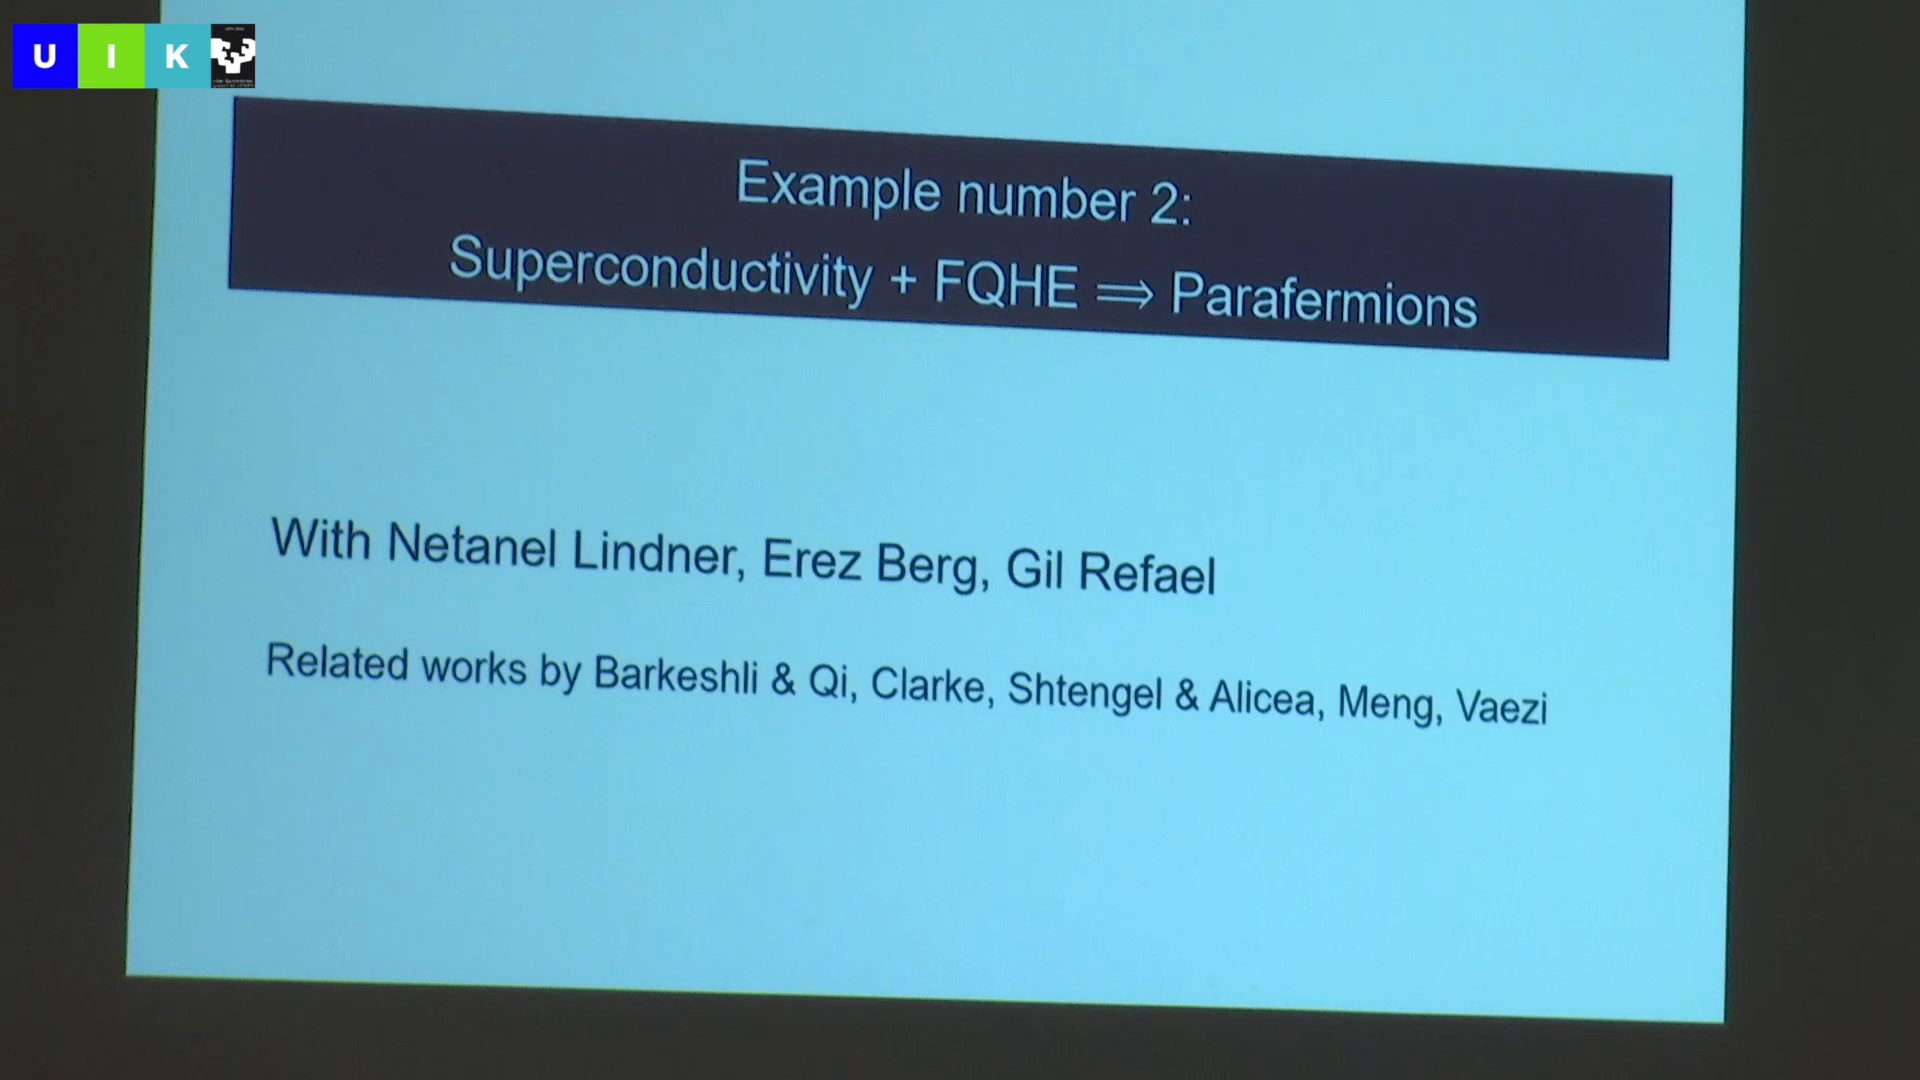 U I K
Example number 2:
Superconductivity + FQHE ⟹ Parafermions
With Netanel Lindner, Erez Berg, Gil Refael
Related works by Barkeshli & Qi, Clarke, Shtengel & Alicea, Meng, Vaezi